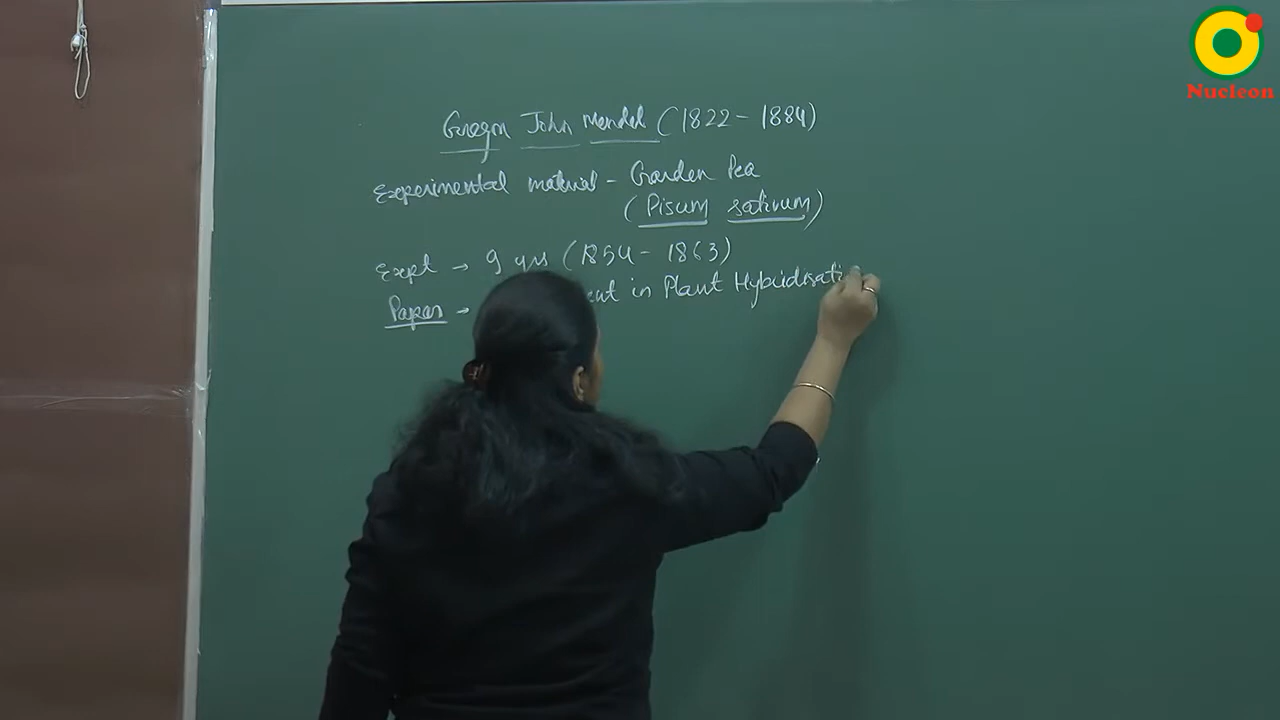 Nucleon
Gregor John Mendel (1822 - 1884)
Experimental material - Garden Pea
(Pisum sativum)
Expt → 9 yrs (1854 - 1863)
Paper → in Plant Hybridisati